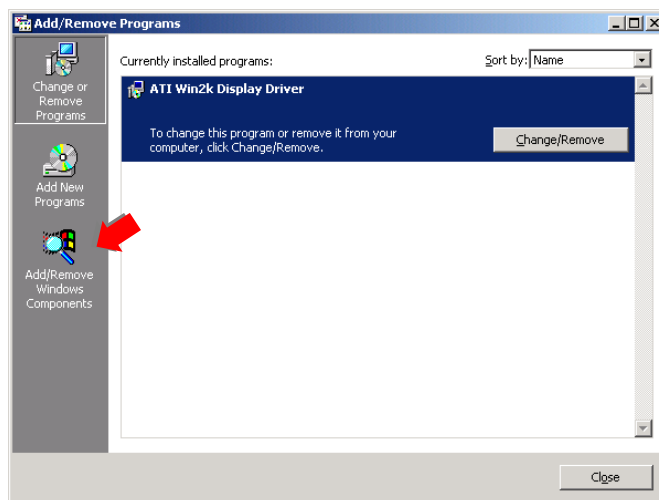 Add/Remove Programs
Change or
Remove
Programs
Add New
Programs
Add/Remove
Windows
Components
Currently installed programs:
Sort by: Name
ATI Win2k Display Driver
To change this program or remove it from your
computer, click Change/Remove.
Change/Remove
Close